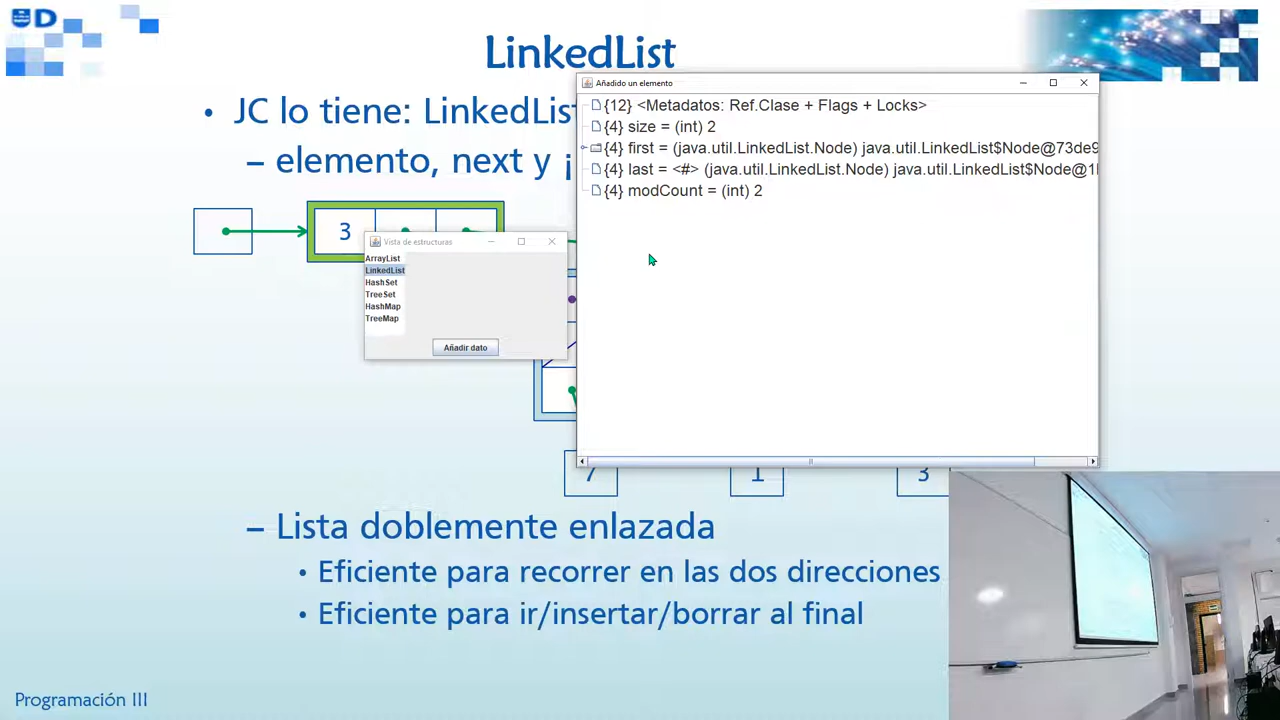 D
LinkedList
• JC lo tiene: LinkedList
– elemento, next y ¡
3
Añadido un elemento
{12} <Metadatos: Ref.Clase + Flags + Locks>
{4} size = (int) 2
{4} first = (java.util.LinkedList.Node) java.util.LinkedList$Node@73de9
{4} last = <#> (java.util.LinkedList.Node) java.util.LinkedList$Node@1
{4} modCount = (int) 2
Vista de estructuras
ArrayList
LinkedList
HashSet
TreeSet
HashMap
TreeMap
Añadir dato
7 1 3
– Lista doblemente enlazada
• Eficiente para recorrer en las dos direcciones
• Eficiente para ir/insertar/borrar al final
Programación III